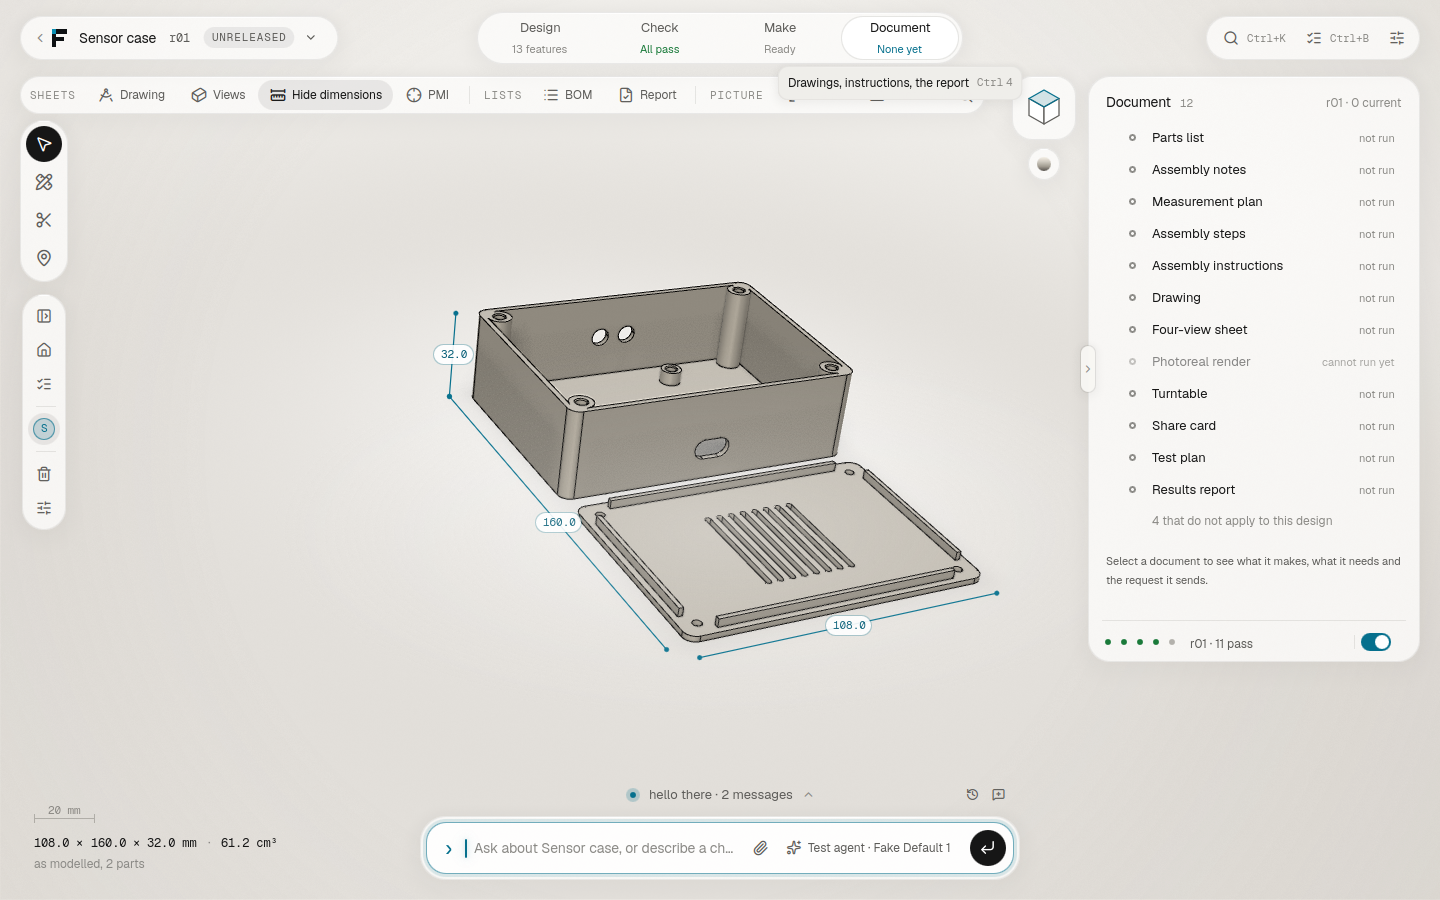 Sensor case r01 UNRELEASED
Design
13 features
Check
All pass
Make
Ready
Document
None yet
Ctrl+K
Ctrl+B
Drawings, instructions, the report Ctrl 4
SHEETS Drawing Views Hide dimensions PMI LISTS BOM Report PICTURE
S
32.0
160.0
108.0
Document 12 r01 · 0 current
Parts list not run
Assembly notes not run
Measurement plan not run
Assembly steps not run
Assembly instructions not run
Drawing not run
Four-view sheet not run
Photoreal render cannot run yet
Turntable not run
Share card not run
Test plan not run
Results report not run
4 that do not apply to this design
Select a document to see what it makes, what it needs and
the request it sends.
r01 · 11 pass
20 mm
108.0 × 160.0 × 32.0 mm · 61.2 cm³
as modelled, 2 parts
hello there · 2 messages
Ask about Sensor case, or describe a ch…
Test agent · Fake Default 1